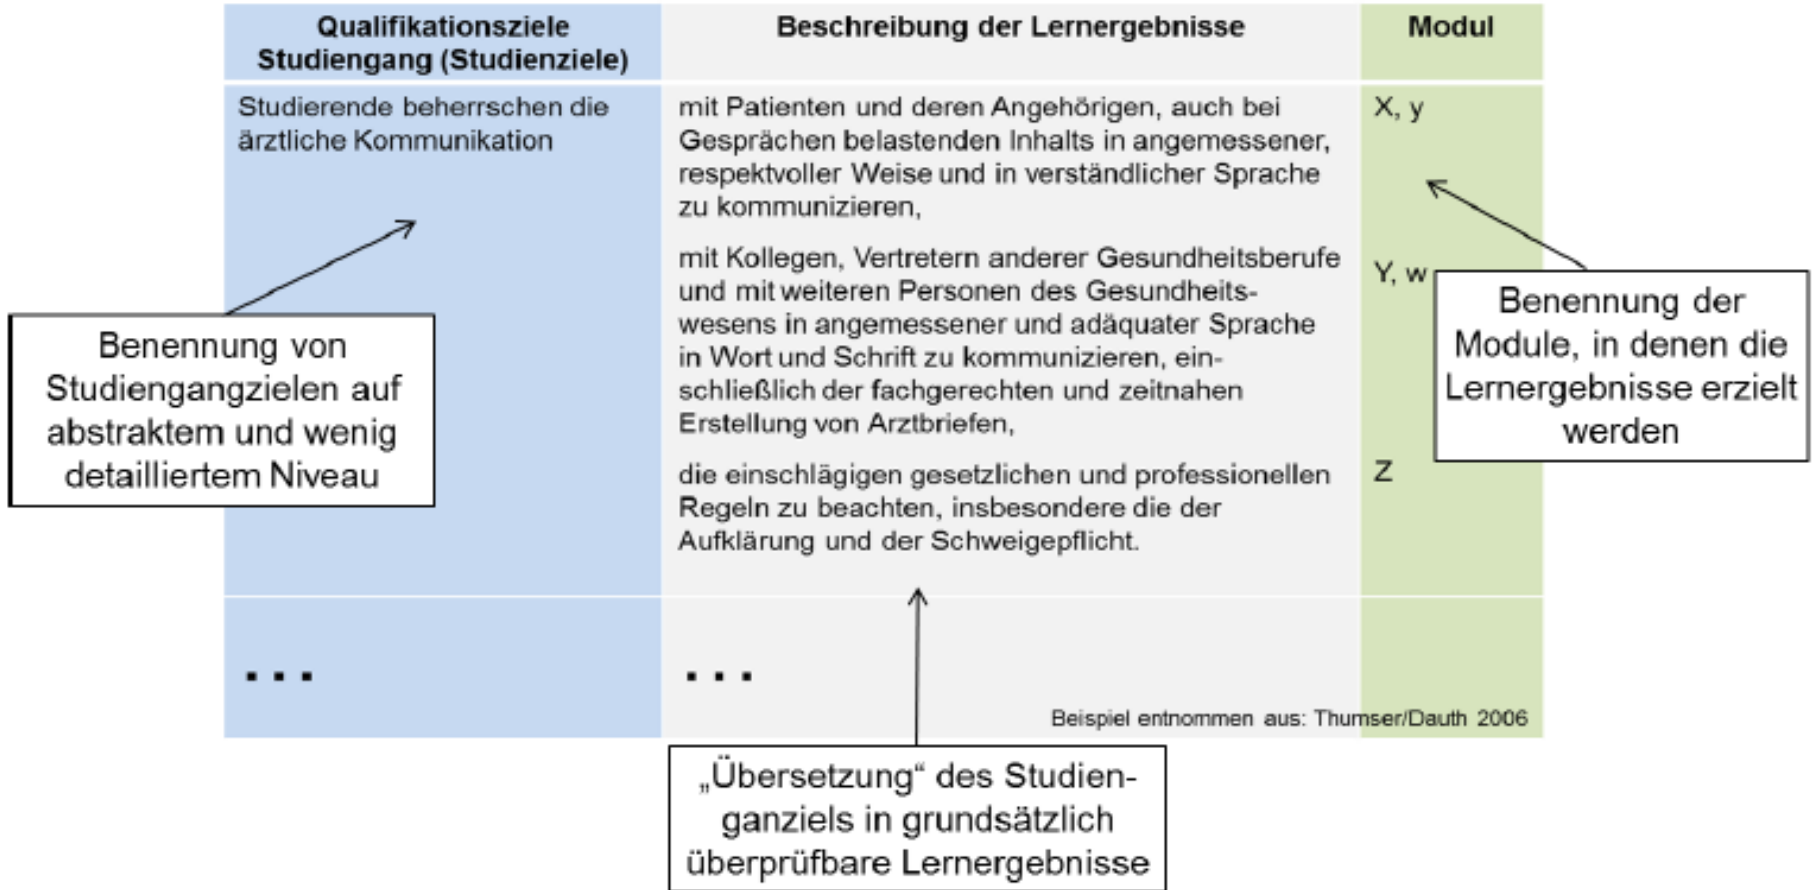 Qualifikationsziele
Studiengang (Studienziele)
Beschreibung der Lernergebnisse
Modul
Studierende beherrschen die
ärztliche Kommunikation
mit Patienten und deren Angehörigen, auch bei
Gesprächen belastenden Inhalts in angemessener,
respektvoller Weise und in verständlicher Sprache
zu kommunizieren,
X, y
mit Kollegen, Vertretern anderer Gesundheitsberufe
und mit weiteren Personen des Gesundheits-
wesens in angemessener und adäquater Sprache
in Wort und Schrift zu kommunizieren, ein-
schließlich der fachgerechten und zeitnahen
Erstellung von Arztbriefen,
Y, w
die einschlägigen gesetzlichen und professionellen
Regeln zu beachten, insbesondere die der
Aufklärung und der Schweigepflicht.
Z
Benennung von
Studiengangzielen auf
abstraktem und wenig
detailliertem Niveau
Benennung der
Module, in denen die
Lernergebnisse erzielt
werden
...
...
Beispiel entnommen aus: Thumser/Dauth 2006
„Übersetzung“ des Studien-
ganziels in grundsätzlich
überprüfbare Lernergebnisse